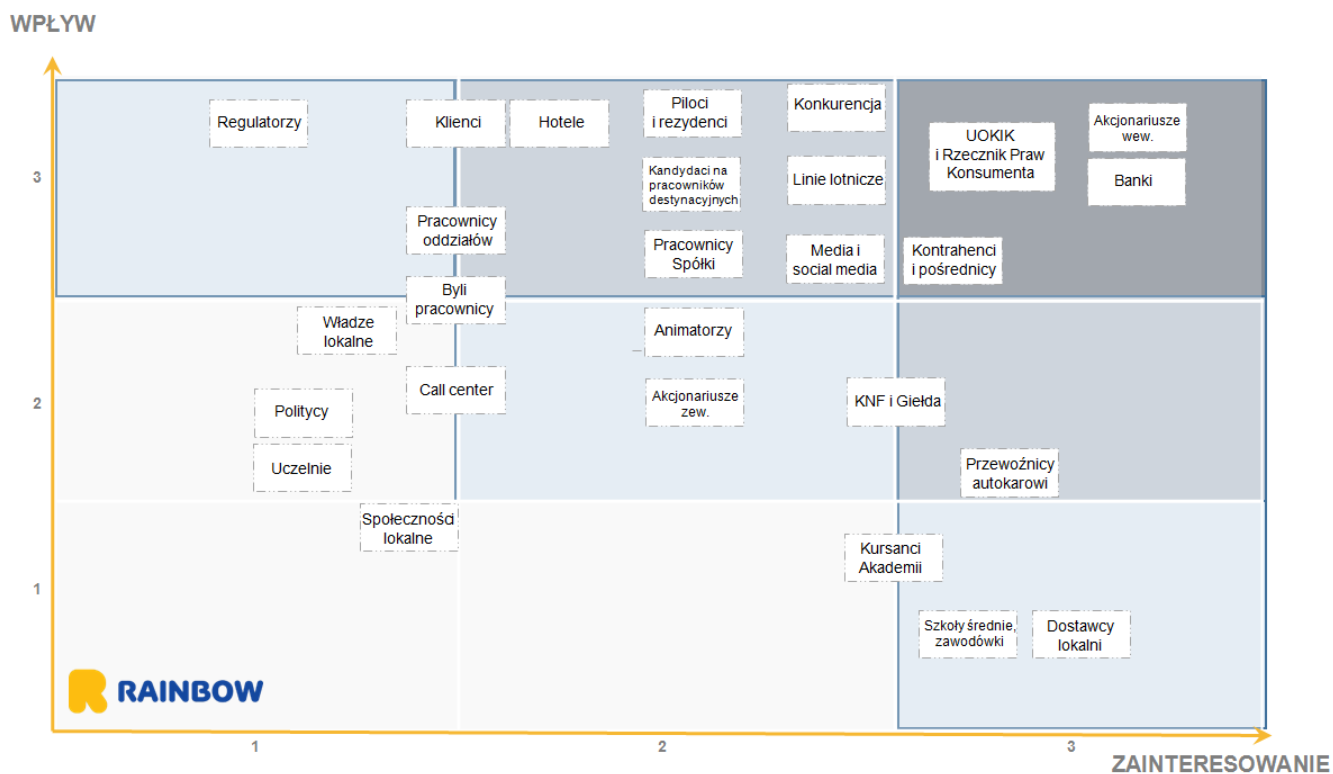 WPŁYW
Regulatorzy
Klienci
Hotele
Piloci
i rezydenci
Konkurencja
UOKIK
i Rzecznik Praw
Konsumenta
Akcjonariusze
wew.
3
Kandydaci na
pracowników
destynacyjnych
Linie lotnicze
Banki
Pracownicy
oddziałów
Pracownicy
Spółki
Media i
social media
Kontrahenci
i pośrednicy
Byli
pracownicy
Władze
lokalne
Animatorzy
2
Politycy
Call center
Akcjonariusze
zew.
KNF i Giełda
Uczelnie
Przewoźnicy
autokarowi
Społeczności
lokalne
Kursanci
Akademii
1
Szkoły średnie,
zawodówki
Dostawcy
lokalni
RAINBOW
1
2
3
ZAINTERESOWANIE